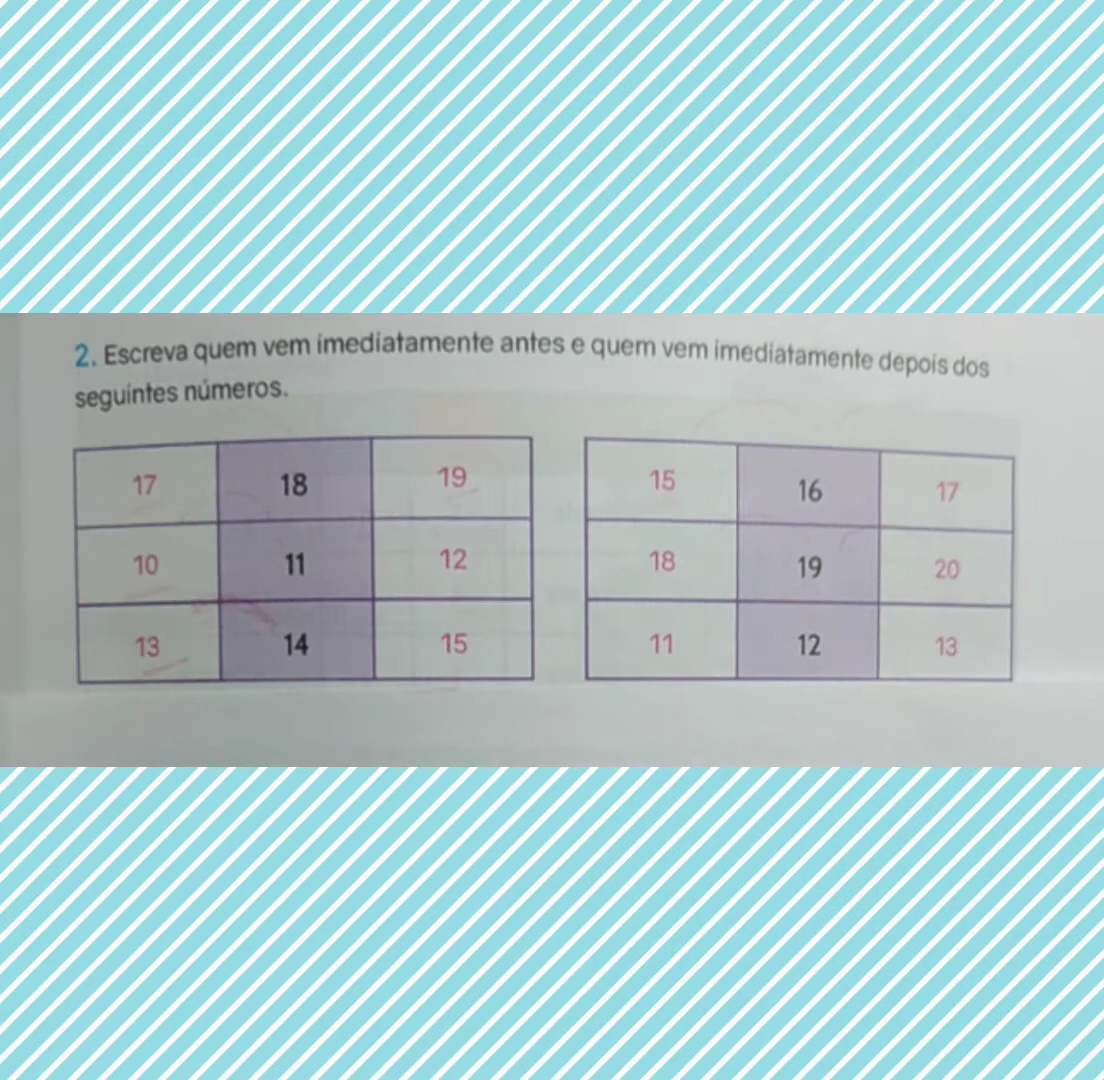 2. Escreva quem vem imediatamente antes e quem vem imediatamente depois dos
seguintes números.
17 18 19
10 11 12
13 14 15
15 16 17
18 19 20
11 12 13